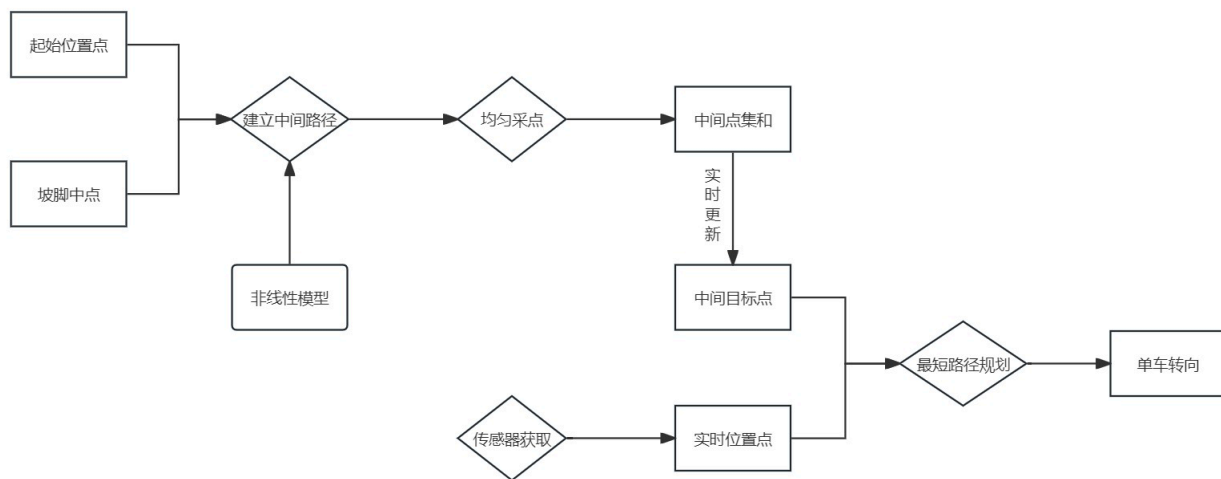 起始位置点
建立中间路径
均匀采点
中间点集和
坡脚中点
实时更新
非线性模型
中间目标点
最短路径规划
单车转向
传感器获取
实时位置点